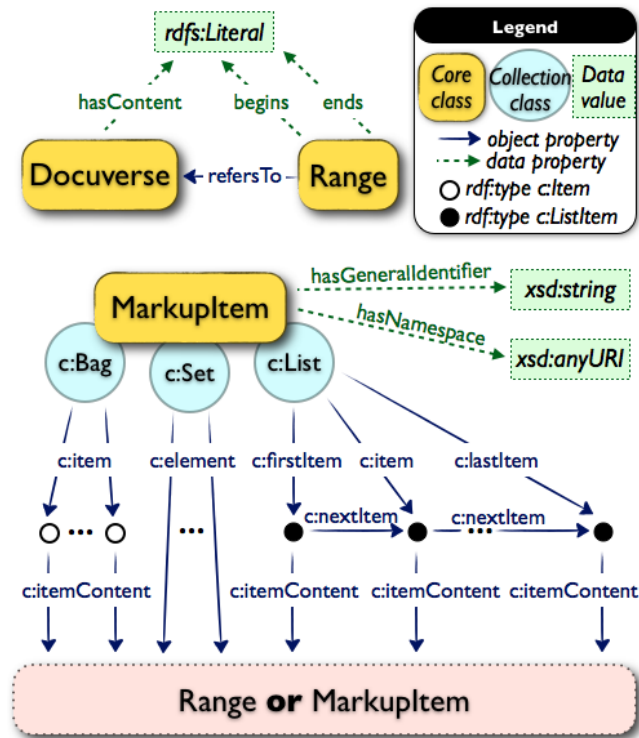 rdfs:Literal
hasContent
begins
ends
Docuverse
refersTo
Range
Legend
Core class
Collection class
Data value
object property
data property
rdf:type c:Item
rdf:type c:ListItem
MarkupItem
hasGeneralIdentifier
xsd:string
hasNamespace
xsd:anyURI
c:Bag
c:Set
c:List
c:item
c:element
c:firstItem
c:item
c:lastItem
...
...
c:nextItem
c:nextItem
...
c:itemContent
c:itemContent
c:itemContent
c:itemContent
Range or MarkupItem